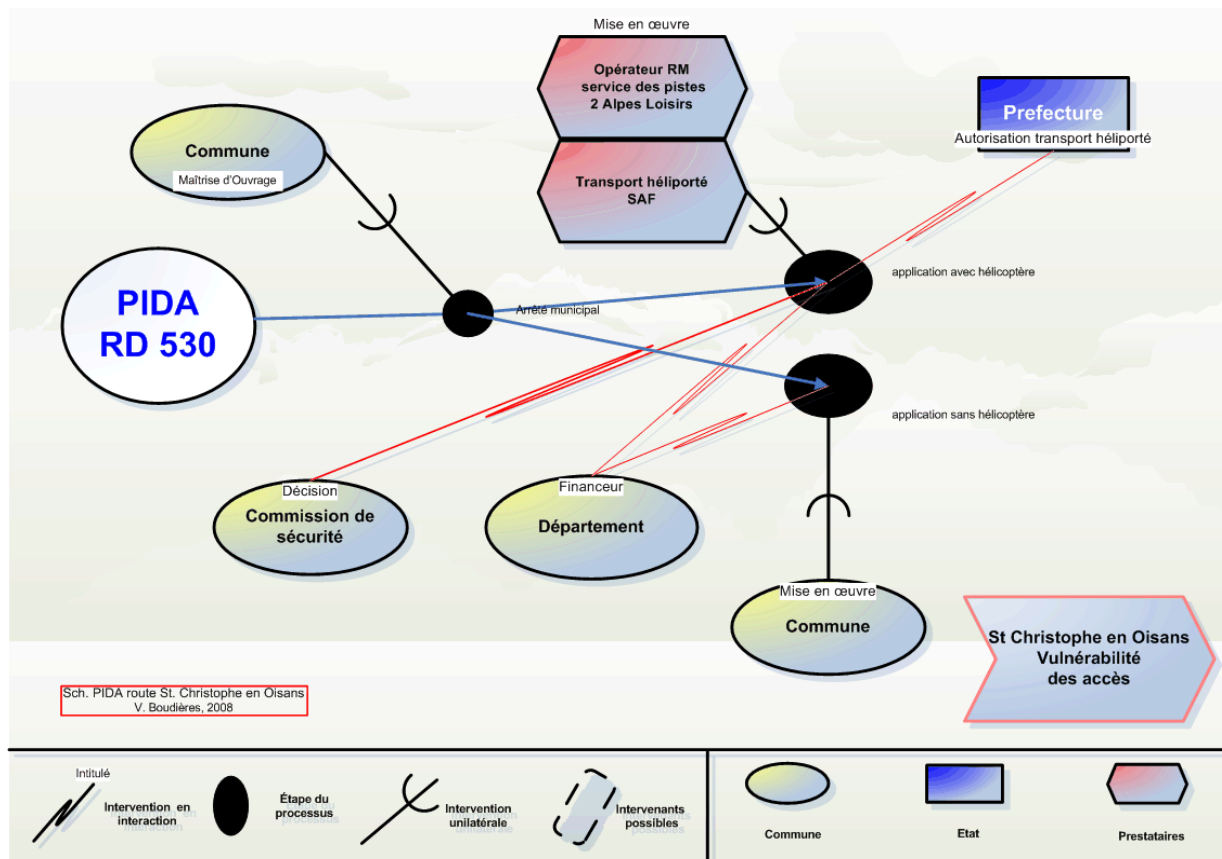 Mise en œuvre
Opérateur RM
service des pistes
2 Alpes Loisirs
Prefecture
Autorisation transport héliporté
Commune
Maîtrise d'Ouvrage
Transport héliporté
SAF
PIDA
RD 530
Arrêté municipal
application avec hélicoptère
application sans hélicoptère
Décision
Commission de
sécurité
Financeur
Département
Mise en œuvre
Commune
St Christophe en Oisans
Vulnérabilité
des accès
Sch. PIDA route St. Christophe en Oisans
V. Boudières, 2008
Intitulé
Intervention en
interaction
Étape du
processus
Intervention
unilatérale
Intervenants
possibles
Commune
Etat
Prestataires